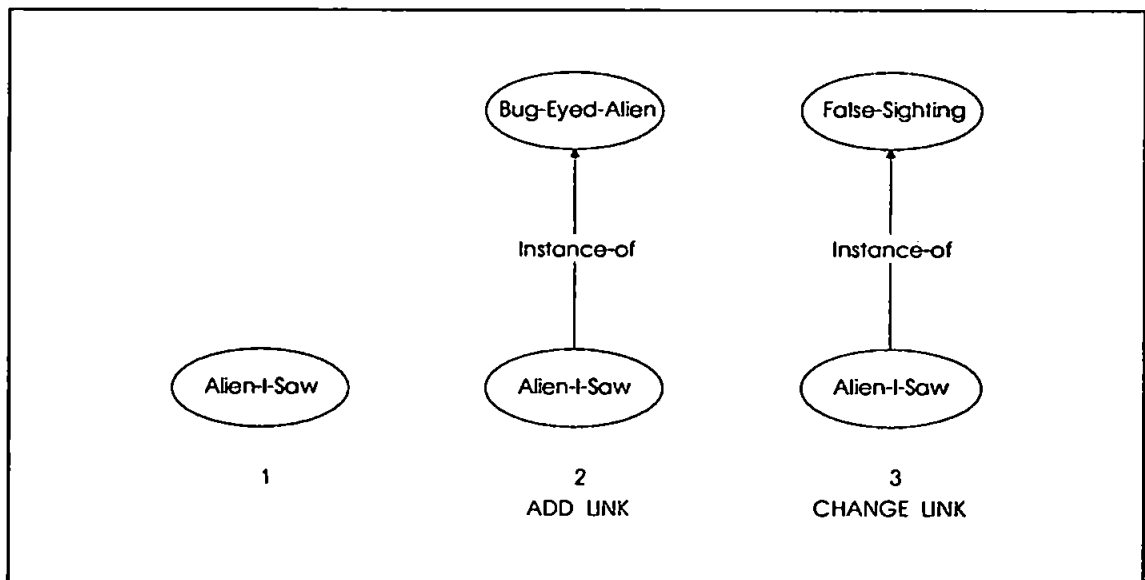 Bug-Eyed-Alien False-Sighting
Instance-of Instance-of
Alien-I-Saw Alien-I-Saw Alien-I-Saw
1 2 3
ADD LINK CHANGE LINK